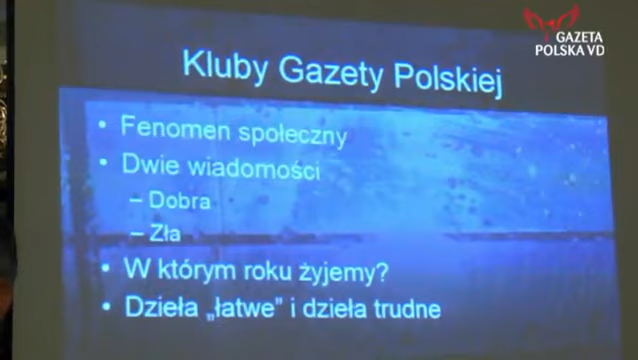 GAZETA
POLSKA VD
Kluby Gazety Polskiej
• Fenomen społeczny
• Dwie wiadomości
– Dobra
– Zła
• W którym roku żyjemy?
• Dzieła „łatwe” i dzieła trudne